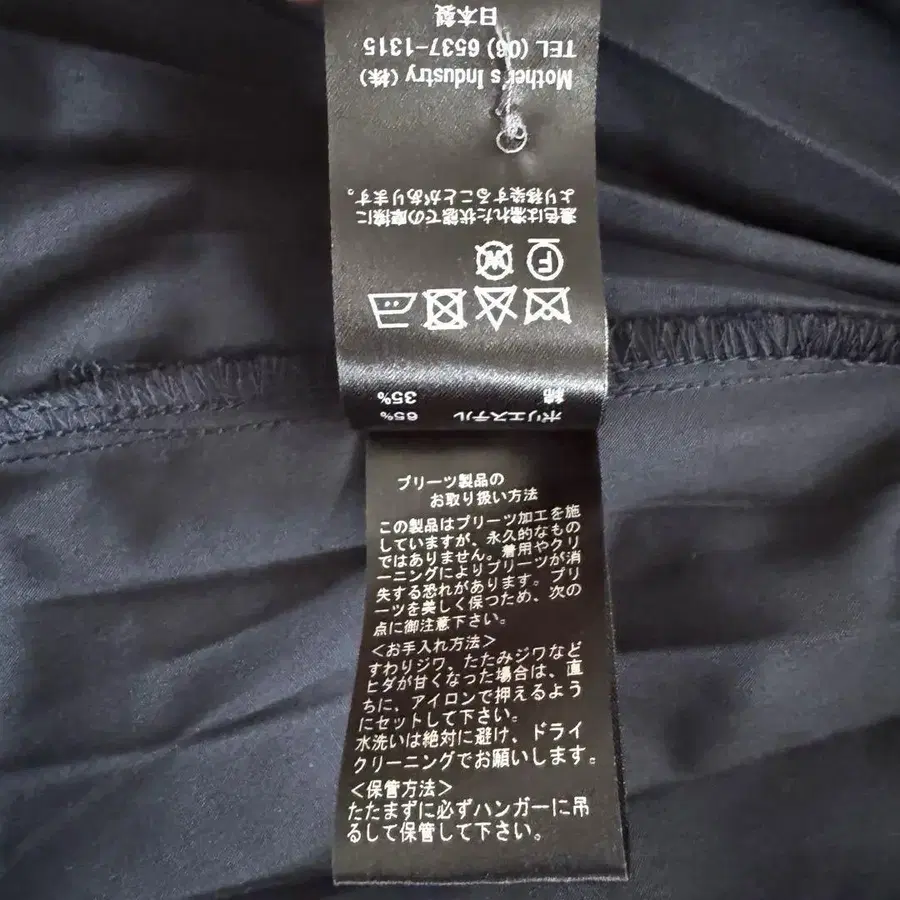 ポリエステル 65%
綿 35%
濃色は濡れた状態での摩擦に
より移染することがあります。
Mother's Industry (株)
TEL (06) 6537-1315
日本製
プリーツ製品の
お取り扱い方法
この製品はプリーツ加工を施
していますが、永久的なもの
ではありません。着用やクリ
ーニングによりプリーツが消
失する恐れがあります。プリ
ーツを美しく保つため、次の
点に御注意下さい。
<お手入れ方法>
すわりジワ、たたみジワなど
ヒダが甘くなった場合は、直
ちに、アイロンで押えるよう
にセットして下さい。
水洗いは絶対に避け、ドライ
クリーニングでお願いします。
<保管方法>
たたまずに必ずハンガーに吊
るして保管して下さい。